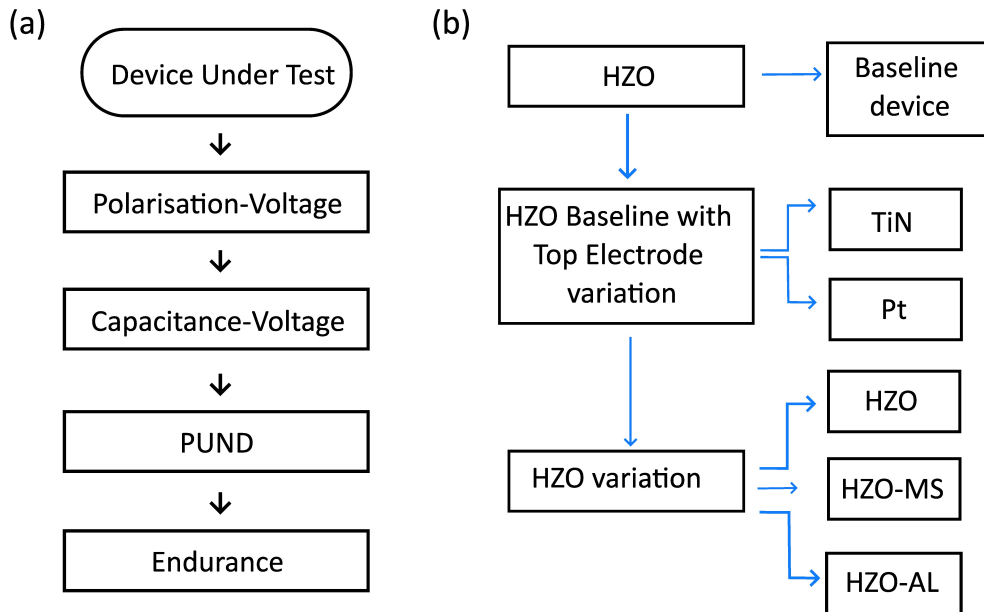 (a)
Device Under Test
Polarisation-Voltage
Capacitance-Voltage
PUND
Endurance
(b)
HZO
Baseline
device
HZO Baseline with
Top Electrode
variation
TiN
Pt
HZO variation
HZO
HZO-MS
HZO-AL